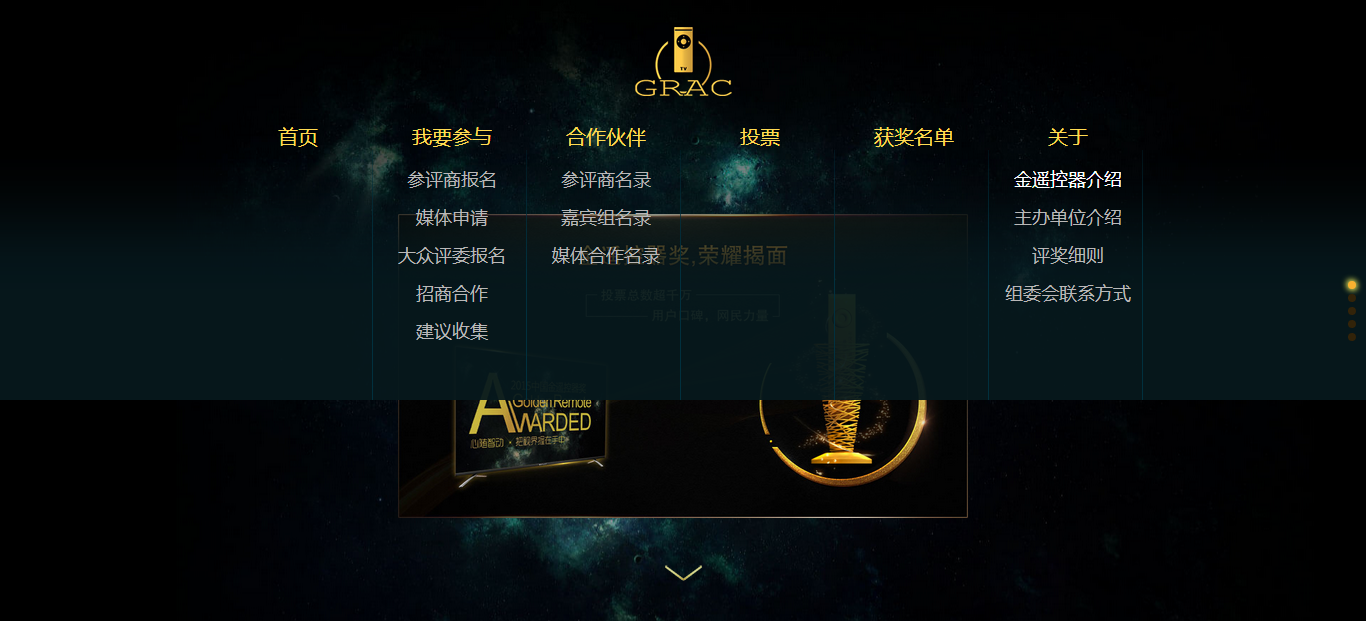 TV
GRAC
首页
我要参与
合作伙伴
投票
获奖名单
关于
参评商报名
媒体申请
大众评委报名
招商合作
建议收集
参评商名录
嘉宾组名录
媒体合作名录
金遥控器介绍
主办单位介绍
评奖细则
组委会联系方式
金遥控器奖,荣耀揭面
投票总数超千万
用户口碑，网民力量
Golden Remote
AWARDED
心随智动·把视界握在手中